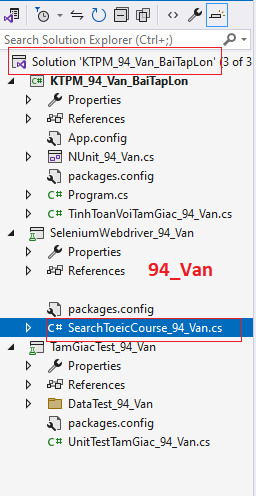 Search Solution Explorer (Ctrl+;)
Solution 'KTPM_94_Van_BaiTapLon' (3 of 3
C# KTPM_94_Van_BaiTapLon
Properties
References
App.config
NUnit_94_Van.cs
packages.config
C# Program.cs
C# TinhToanVoiTamGiac_94_Van.cs
SeleniumWebdriver_94_Van
Properties
References
94_Van
packages.config
C# SearchToeicCourse_94_Van.cs
TamGiacTest_94_Van
Properties
References
DataTest_94_Van
packages.config
UnitTestTamGiac_94_Van.cs